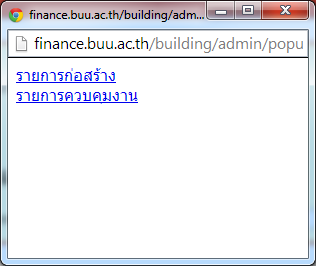 finance.buu.ac.th/building/adm...
finance.buu.ac.th/building/admin/popu
รายการก่อสร้าง
รายการควบคุมงาน